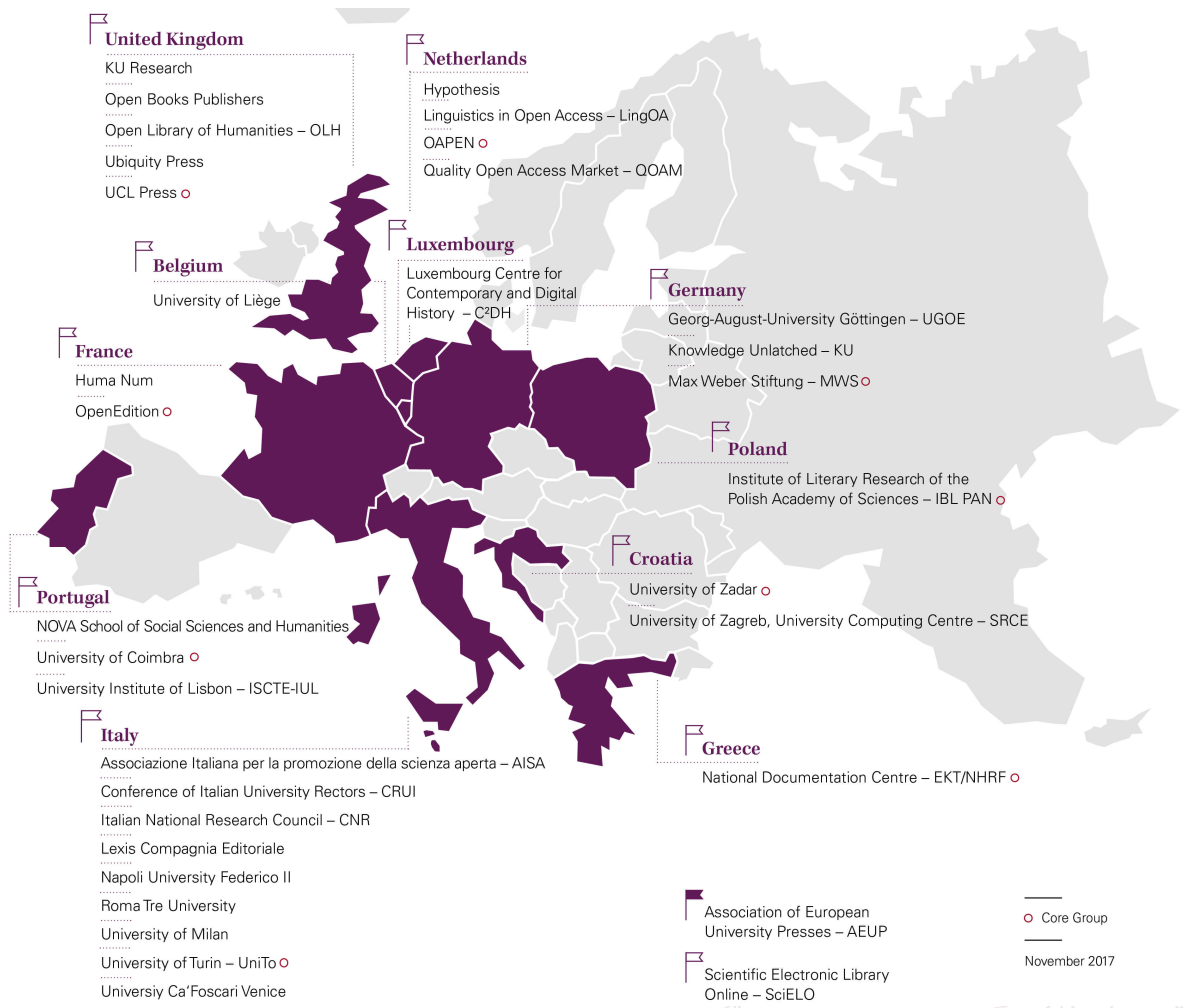 United Kingdom
KU Research
Open Books Publishers
Open Library of Humanities – OLH
Ubiquity Press
UCL Press
Netherlands
Hypothesis
Linguistics in Open Access – LingOA
OAPEN
Quality Open Access Market – QOAM
Luxembourg
Luxembourg Centre for
Contemporary and Digital
History – C²DH
Belgium
University of Liège
Germany
Georg-August-University Göttingen – UGOE
Knowledge Unlatched – KU
Max Weber Stiftung – MWS
France
Huma Num
OpenEdition
Poland
Institute of Literary Research of the
Polish Academy of Sciences – IBL PAN
Croatia
University of Zadar
University of Zagreb, University Computing Centre – SRCE
Portugal
NOVA School of Social Sciences and Humanities
University of Coimbra
University Institute of Lisbon – ISCTE-IUL
Italy
Associazione Italiana per la promozione della scienza aperta – AISA
Conference of Italian University Rectors – CRUI
Italian National Research Council – CNR
Lexis Compagnia Editoriale
Napoli University Federico II
Roma Tre University
University of Milan
University of Turin – UniTo
Universiy Ca‘Foscari Venice
Greece
National Documentation Centre – EKT/NHRF
Association of European
University Presses – AEUP
Scientific Electronic Library
Online – SciELO
Core Group
November 2017